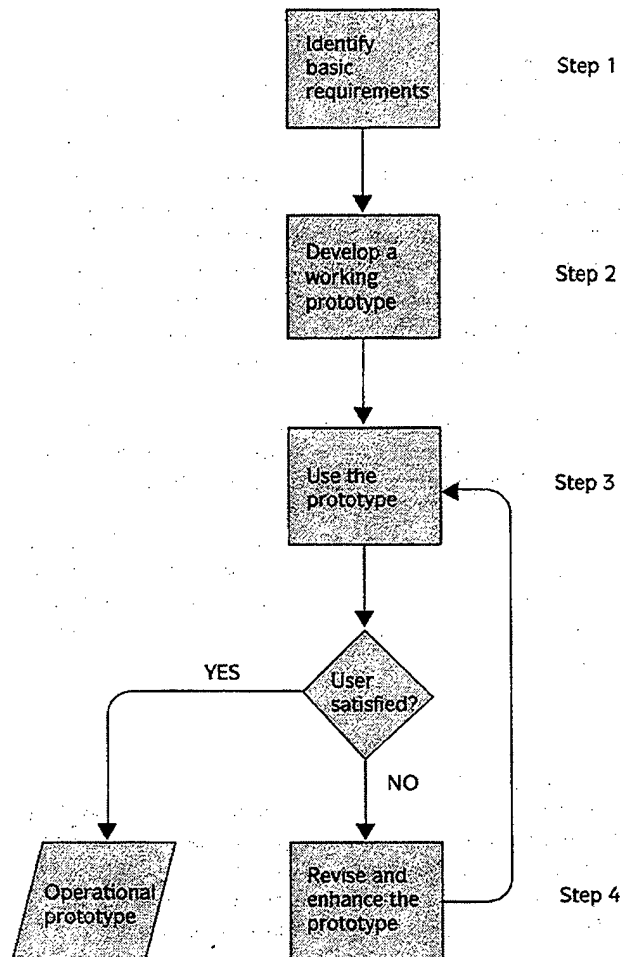 Identify
basic
requirements
Step 1
Develop a
working
prototype
Step 2
Use the
prototype
Step 3
User
satisfied?
YES
NO
Operational
prototype
Revise and
enhance the
prototype
Step 4